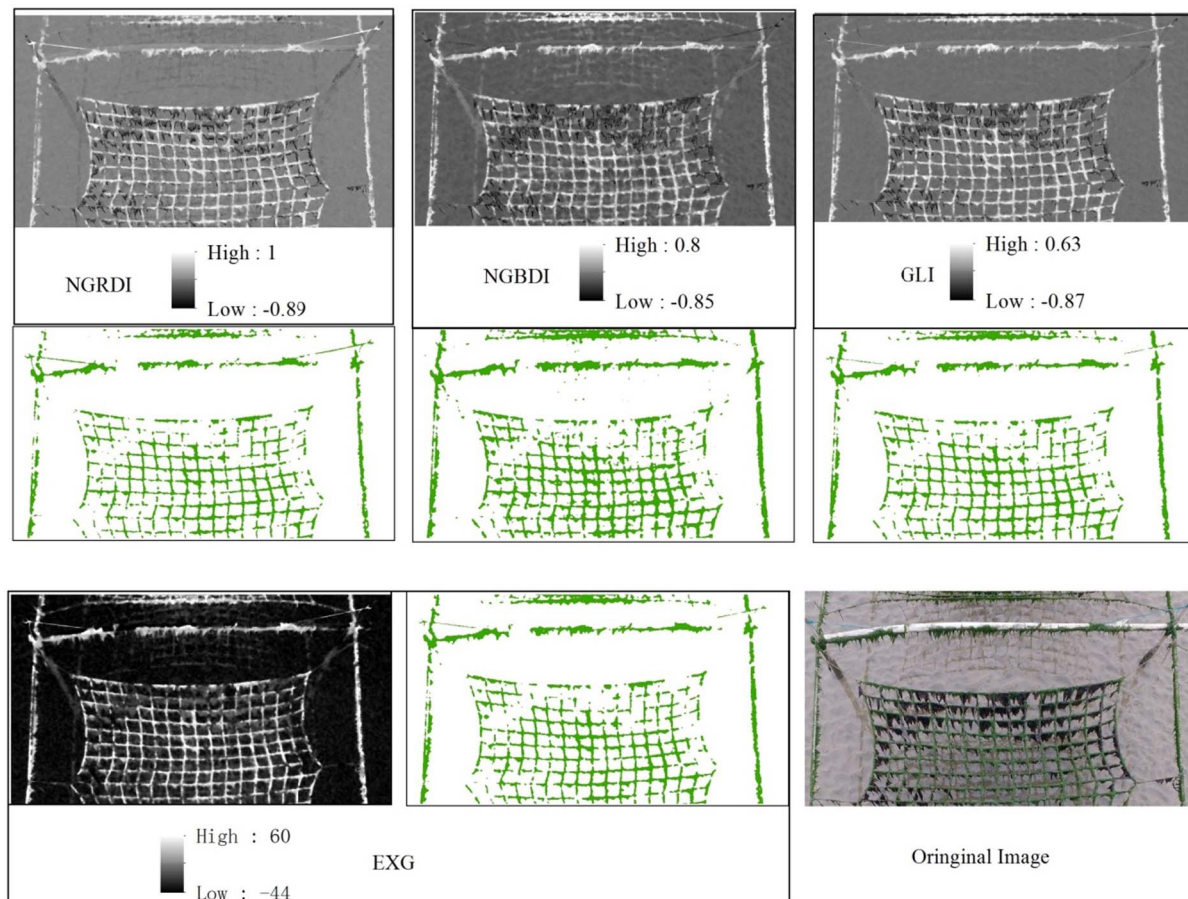 NGRDI
High : 1
Low : -0.89
NGBDI
High : 0.8
Low : -0.85
GLI
High : 0.63
Low : -0.87
High : 60
EXG
Low : -44
Oringinal Image